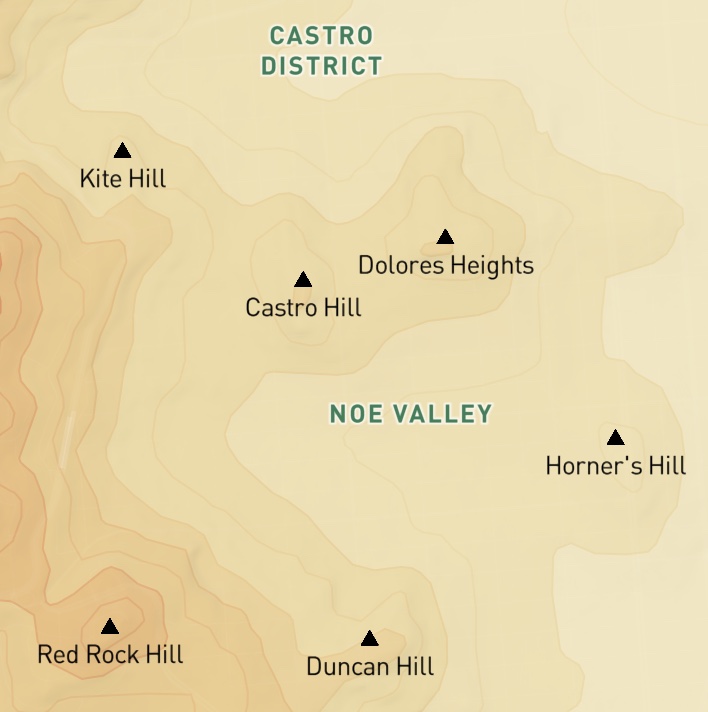 CASTRO
DISTRICT
Kite Hill
Dolores Heights
Castro Hill
NOE VALLEY
Horner's Hill
Red Rock Hill
Duncan Hill